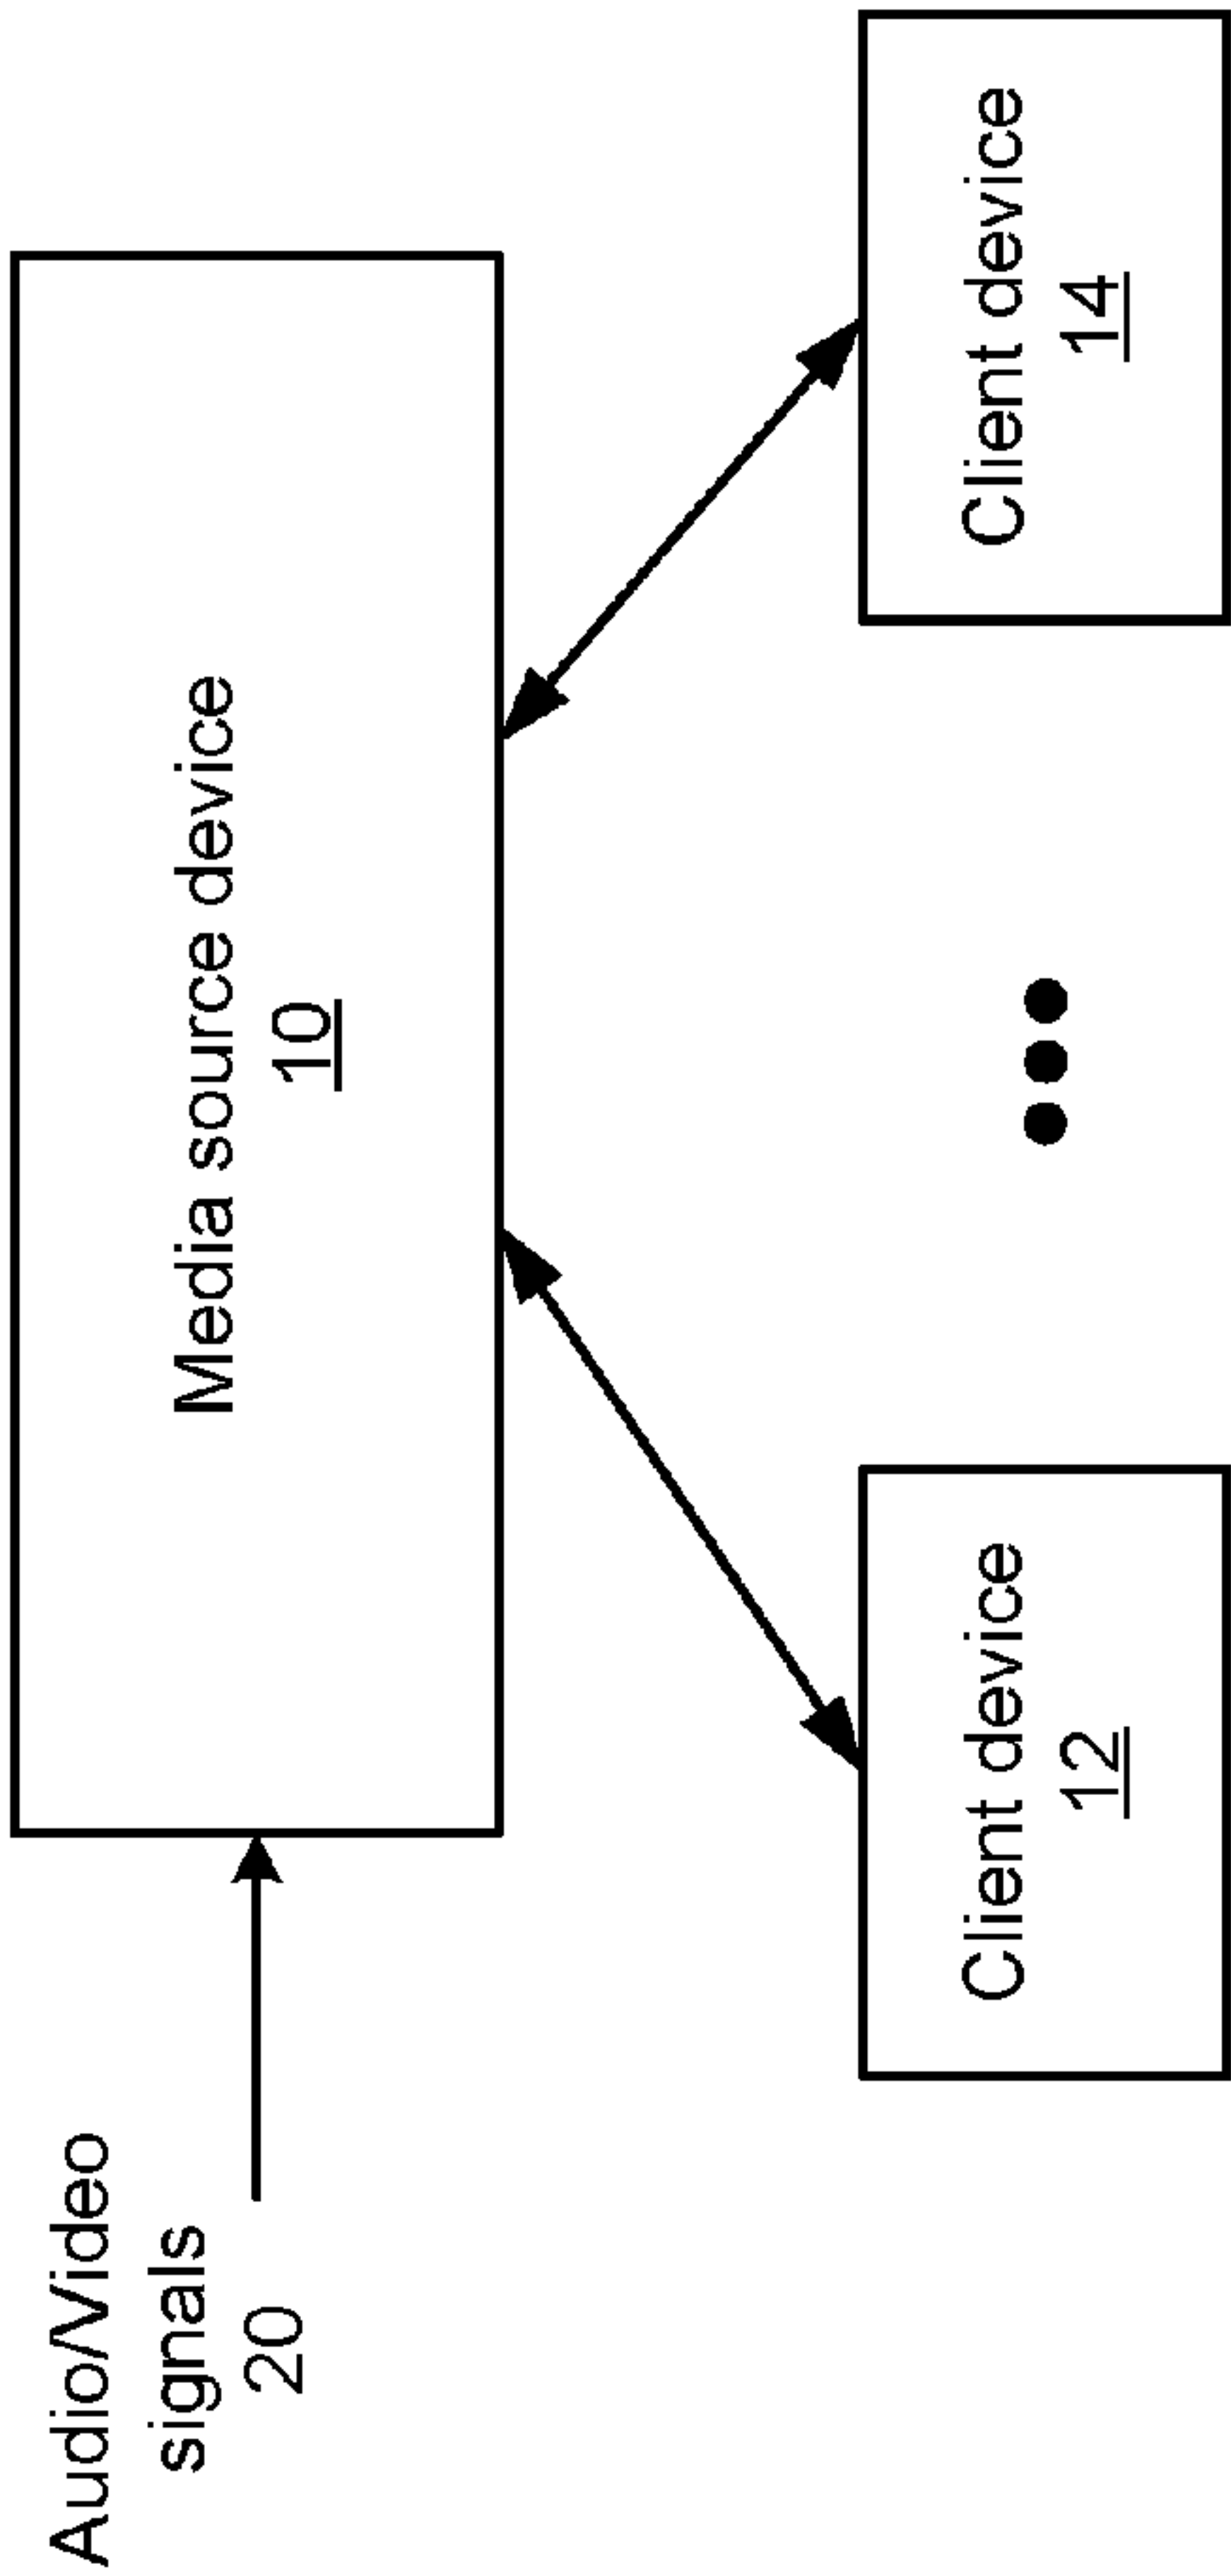 Audio/Video
signals
20
Media source device
10
Client device
12
Client device
14